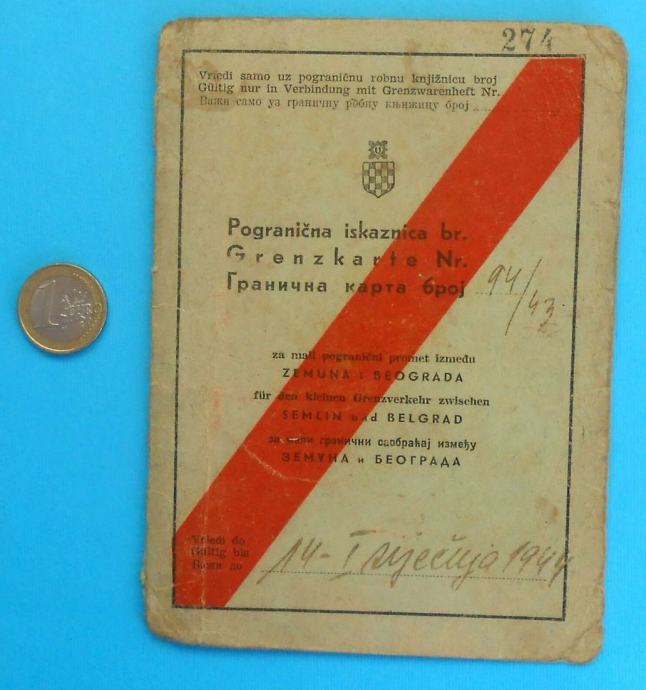 274
Vrijedi samo uz pograničnu robnu knjižnicu broj
Gültig nur in Verbindung mit Grenzwarenheft Nr.
Важи само уз граничну робну књижицу број
Pogranična iskaznica br.
Grenzkarte Nr.
Гранична карта број 94/43
za mali pogranični promet između
ZEMUNA i BEOGRADA
für den kleinen Grenzverkehr zwischen
SEMLIN und BELGRAD
за мали гранични саобраћај између
ЗЕМУНА и БЕОГРАДА
Vrijedi do
Gültig bis
Важи до 14-I siječnja 1944
1